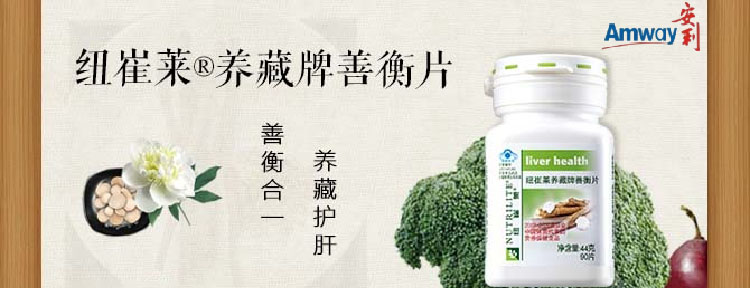 Amway 安利
纽崔莱®养藏牌善衡片
善衡合一
养藏护肝
liver health
纽崔莱养藏牌善衡片
NUTRILITE
净含量44克
90片